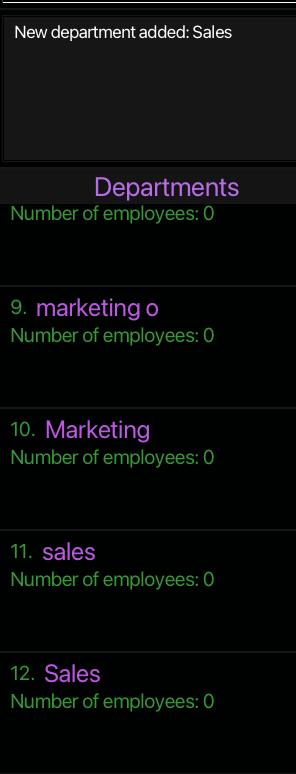 New department added: Sales
Departments
Number of employees: 0
9. marketing o
Number of employees: 0
10. Marketing
Number of employees: 0
11. sales
Number of employees: 0
12. Sales
Number of employees: 0